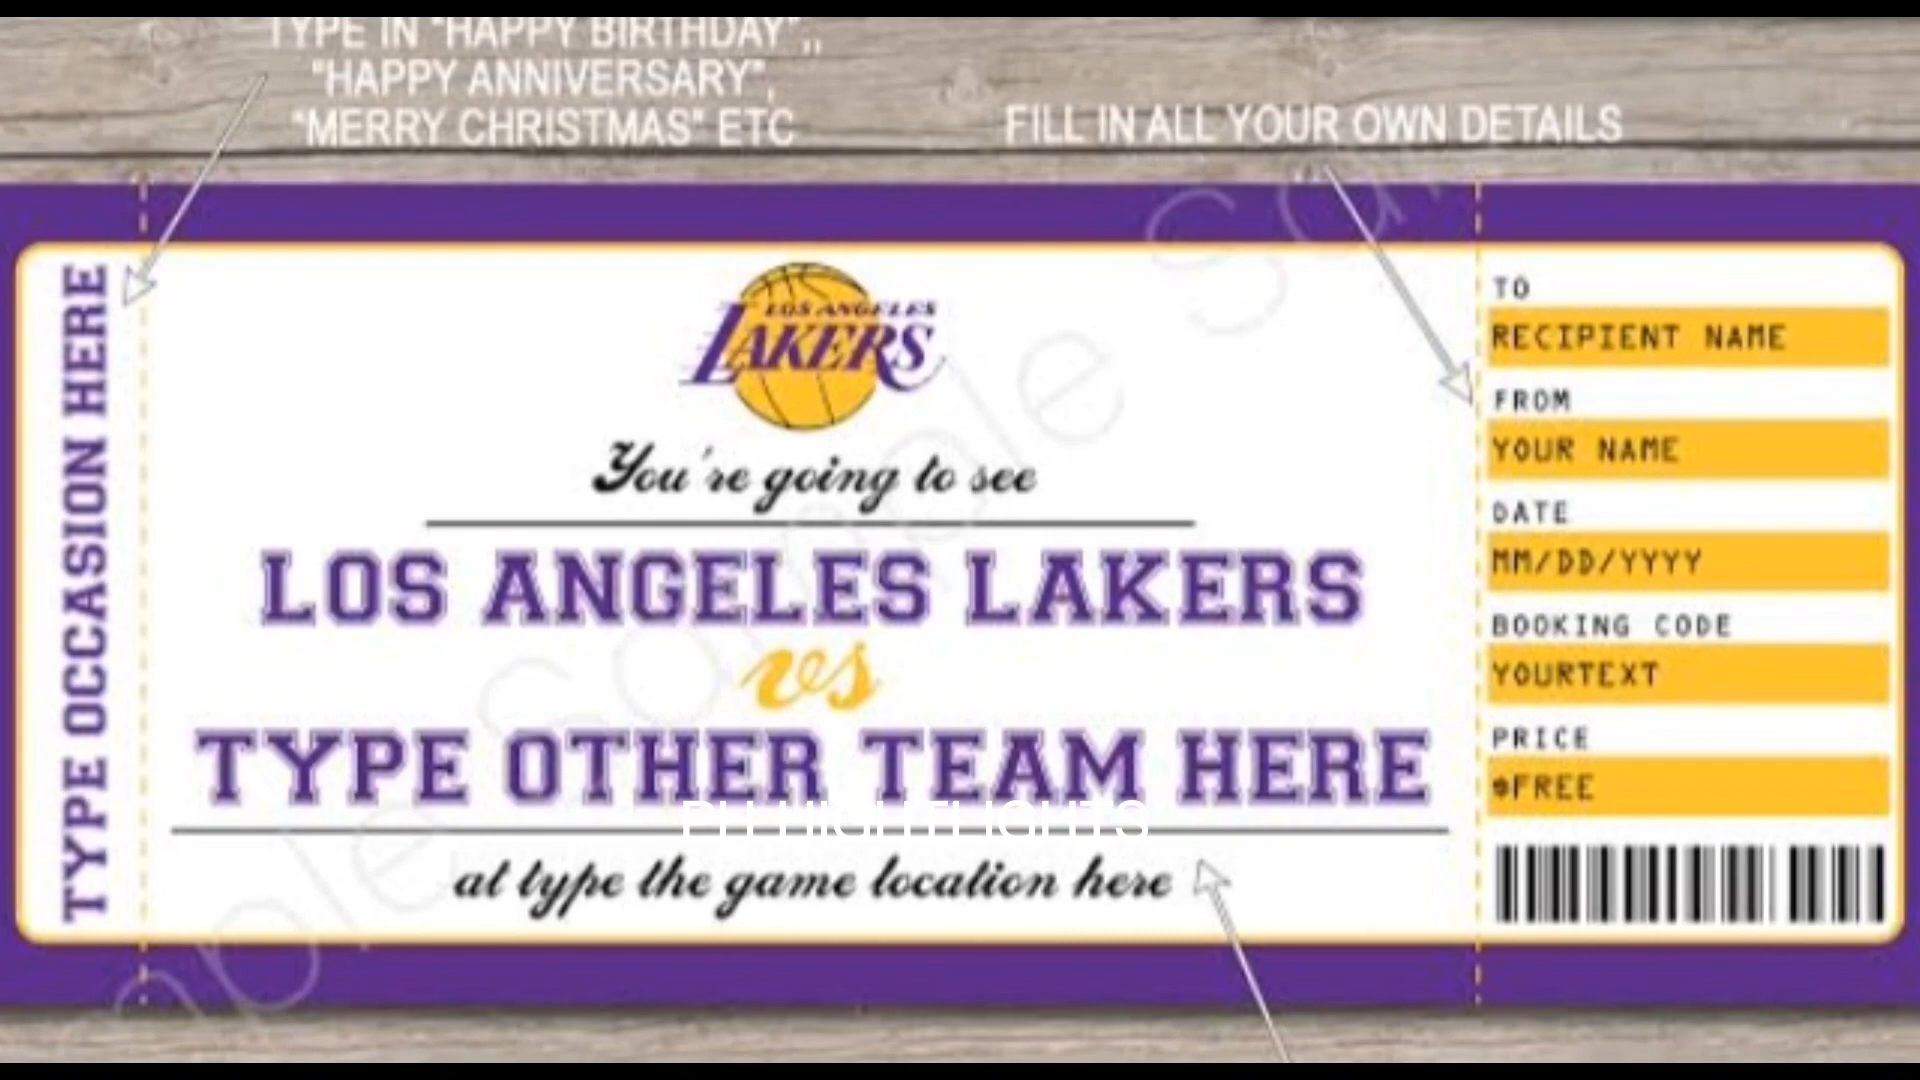 TYPE IN "HAPPY BIRTHDAY",,
"HAPPY ANNIVERSARY",
"MERRY CHRISTMAS" ETC
FILL IN ALL YOUR OWN DETAILS
TYPE OCCASION HERE
LOS ANGELES
LAKERS
You're going to see
LOS ANGELES LAKERS
vs
TYPE OTHER TEAM HERE
at type the game location here
TO
RECIPIENT NAME
FROM
YOUR NAME
DATE
MM/DD/YYYY
BOOKING CODE
YOURTEXT
PRICE
$FREE
Sample
Sample